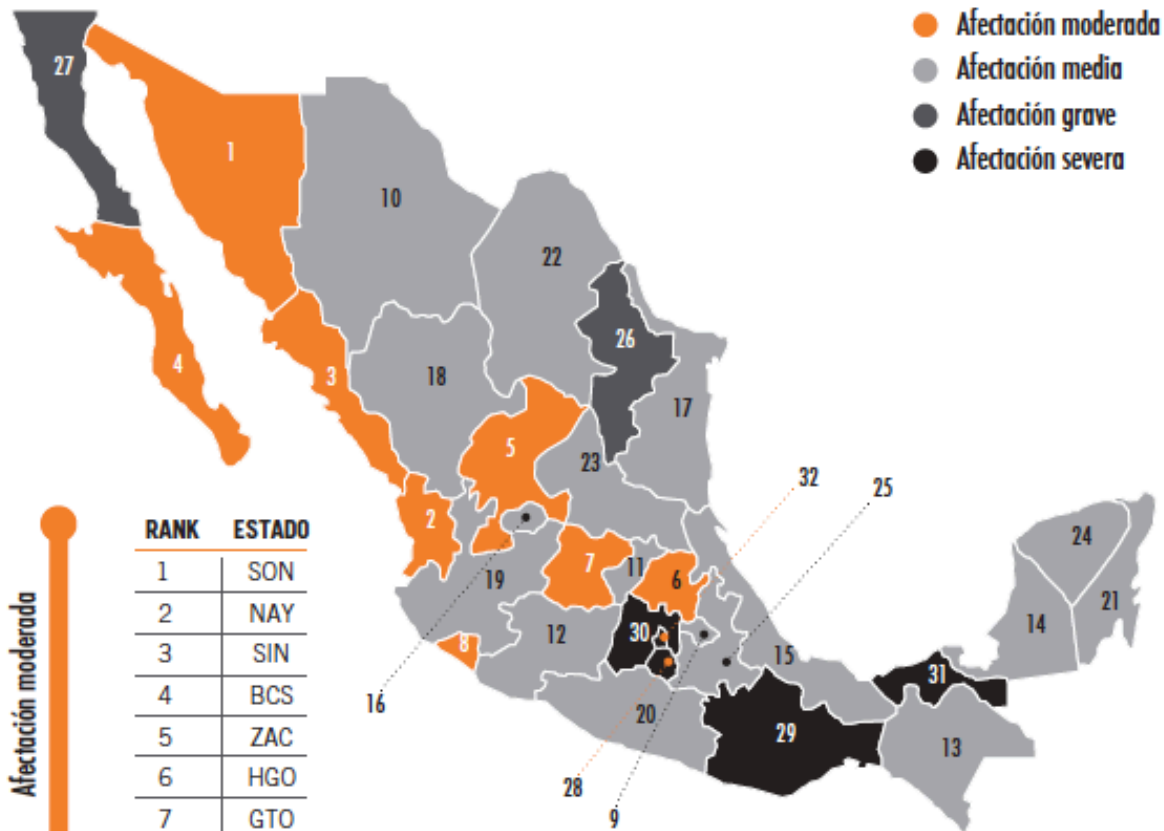 Afectación moderada
Afectación media
Afectación grave
Afectación severa
27
1
10
22
4
3
18
26
17
5
23
32
25
2
7
11
6
19
24
21
14
8
12
30
15
31
16
20
29
13
28
9
Afectación moderada
RANK ESTADO
1 SON
2 NAY
3 SIN
4 BCS
5 ZAC
6 HGO
7 GTO